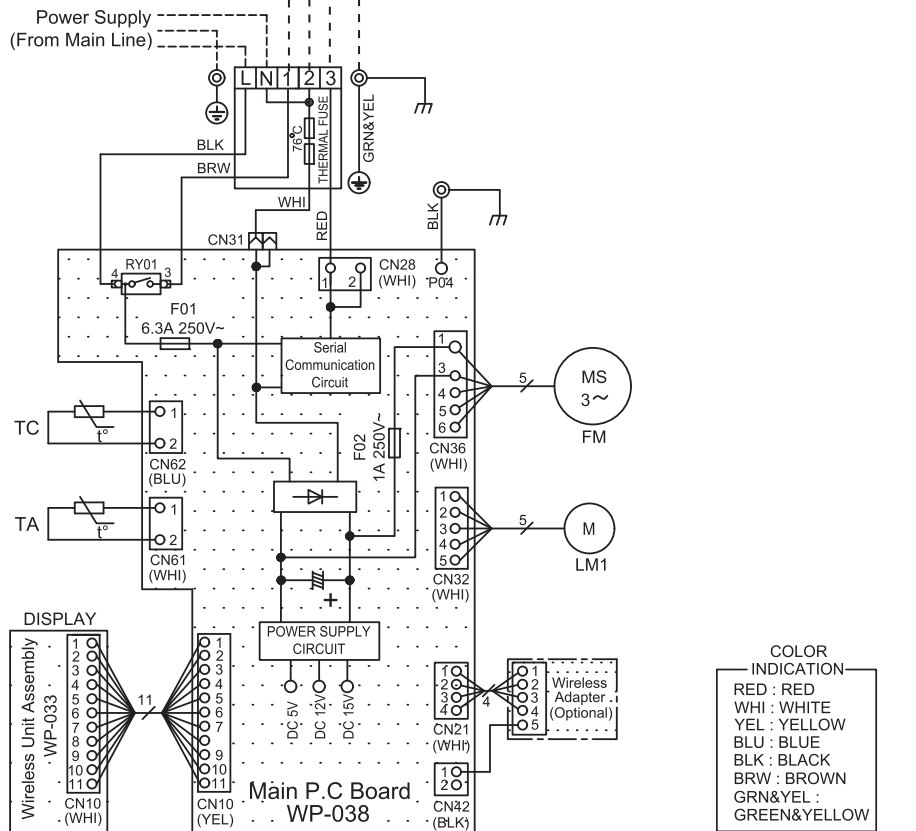 Power Supply
(From Main Line)
L N 1 2 3
76°C
THERMAL FUSE
GRN&YEL
BLK
BRW
WHI
RED
BLK
CN31
RY01
4 3
CN28
(WHI)
1 2
P04
F01
6.3A 250V~
Serial
Communication
Circuit
1
3
4
5
6
CN36
(WHI)
5
MS
3~
FM
F02
1A 250V~
TC
t°
1
2
CN62
(BLU)
TA
t°
1
2
CN61
(WHI)
1
2
3
4
5
CN32
(WHI)
5
M
LM1
+
POWER SUPPLY
CIRCUIT
DC 5V
DC 12V
DC 15V
DISPLAY
Wireless Unit Assembly
WP-033
1
2
3
4
5
6
7
8
9
10
11
CN10
(WHI)
11
1
2
3
4
5
6
7
9
10
11
CN10
(YEL)
Main P.C Board
WP-038
1
2
3
4
CN21
(WHI)
4
1
2
3
4
5
Wireless
Adapter
(Optional)
1
2
CN42
(BLK)
COLOR
INDICATION
RED : RED
WHI : WHITE
YEL : YELLOW
BLU : BLUE
BLK : BLACK
BRW : BROWN
GRN&YEL :
GREEN&YELLOW